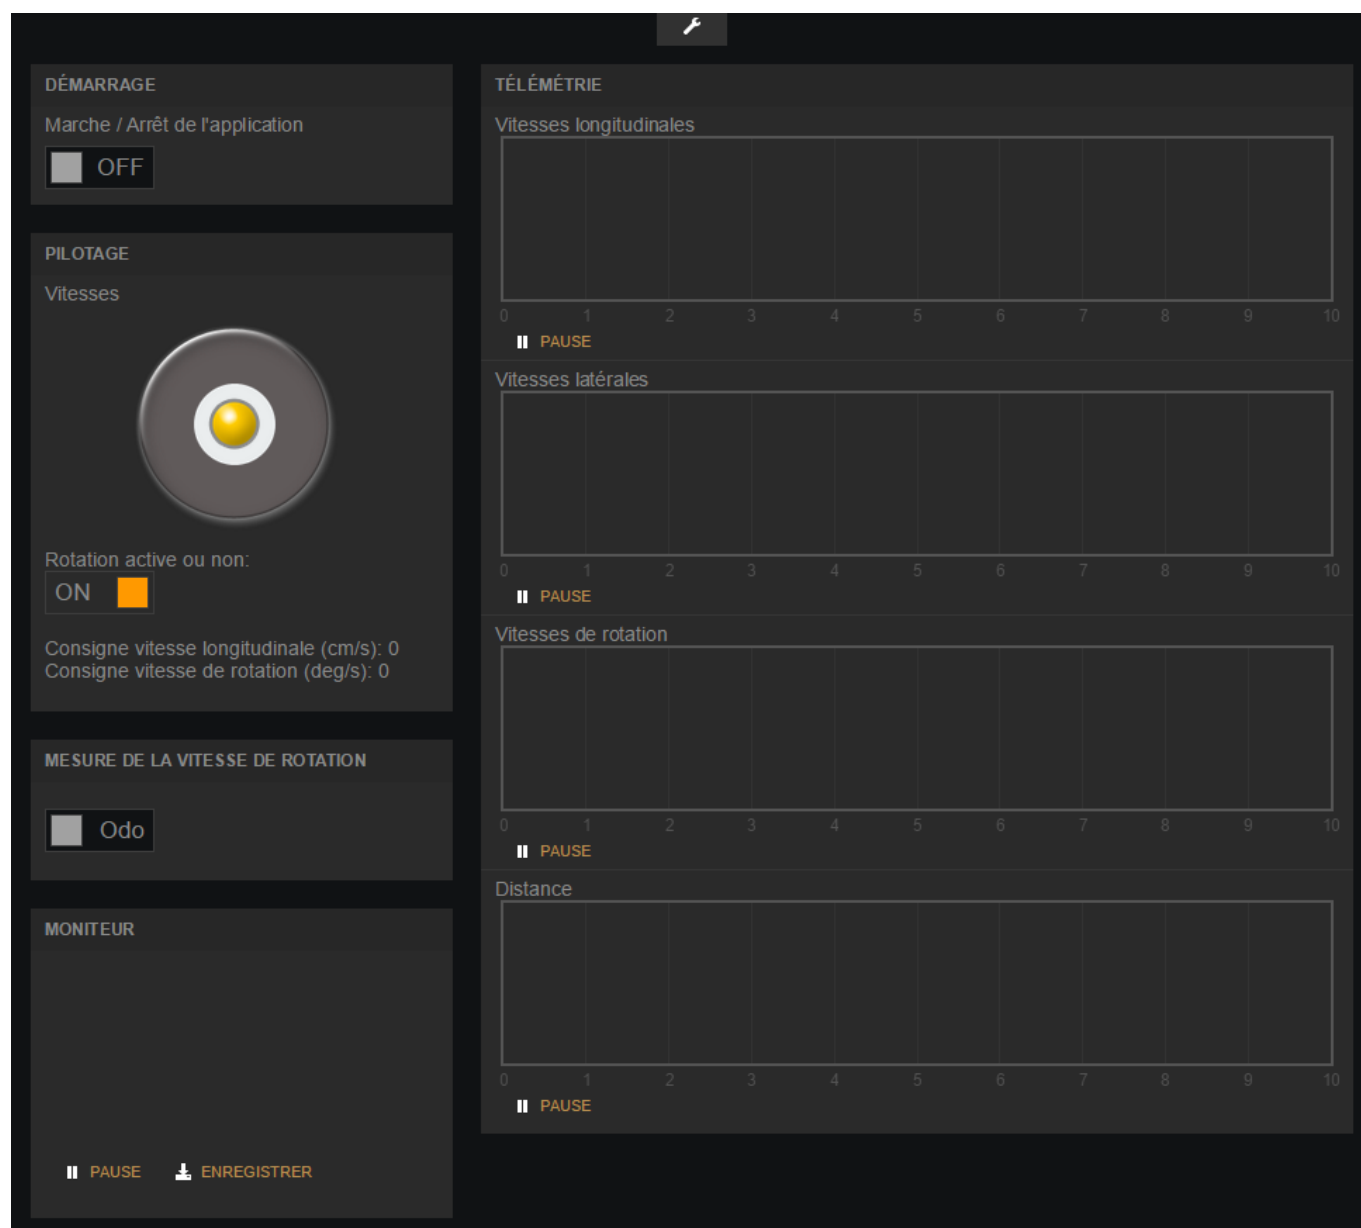 DÉMARRAGE
Marche / Arrêt de l'application
OFF
PILOTAGE
Vitesses
Rotation active ou non:
ON
Consigne vitesse longitudinale (cm/s): 0
Consigne vitesse de rotation (deg/s): 0
MESURE DE LA VITESSE DE ROTATION
Odo
MONITEUR
PAUSE ENREGISTRER
TÉLÉMÉTRIE
Vitesses longitudinales
0 1 2 3 4 5 6 7 8 9 10
PAUSE
Vitesses latérales
0 1 2 3 4 5 6 7 8 9 10
PAUSE
Vitesses de rotation
0 1 2 3 4 5 6 7 8 9 10
PAUSE
Distance
0 1 2 3 4 5 6 7 8 9 10
PAUSE